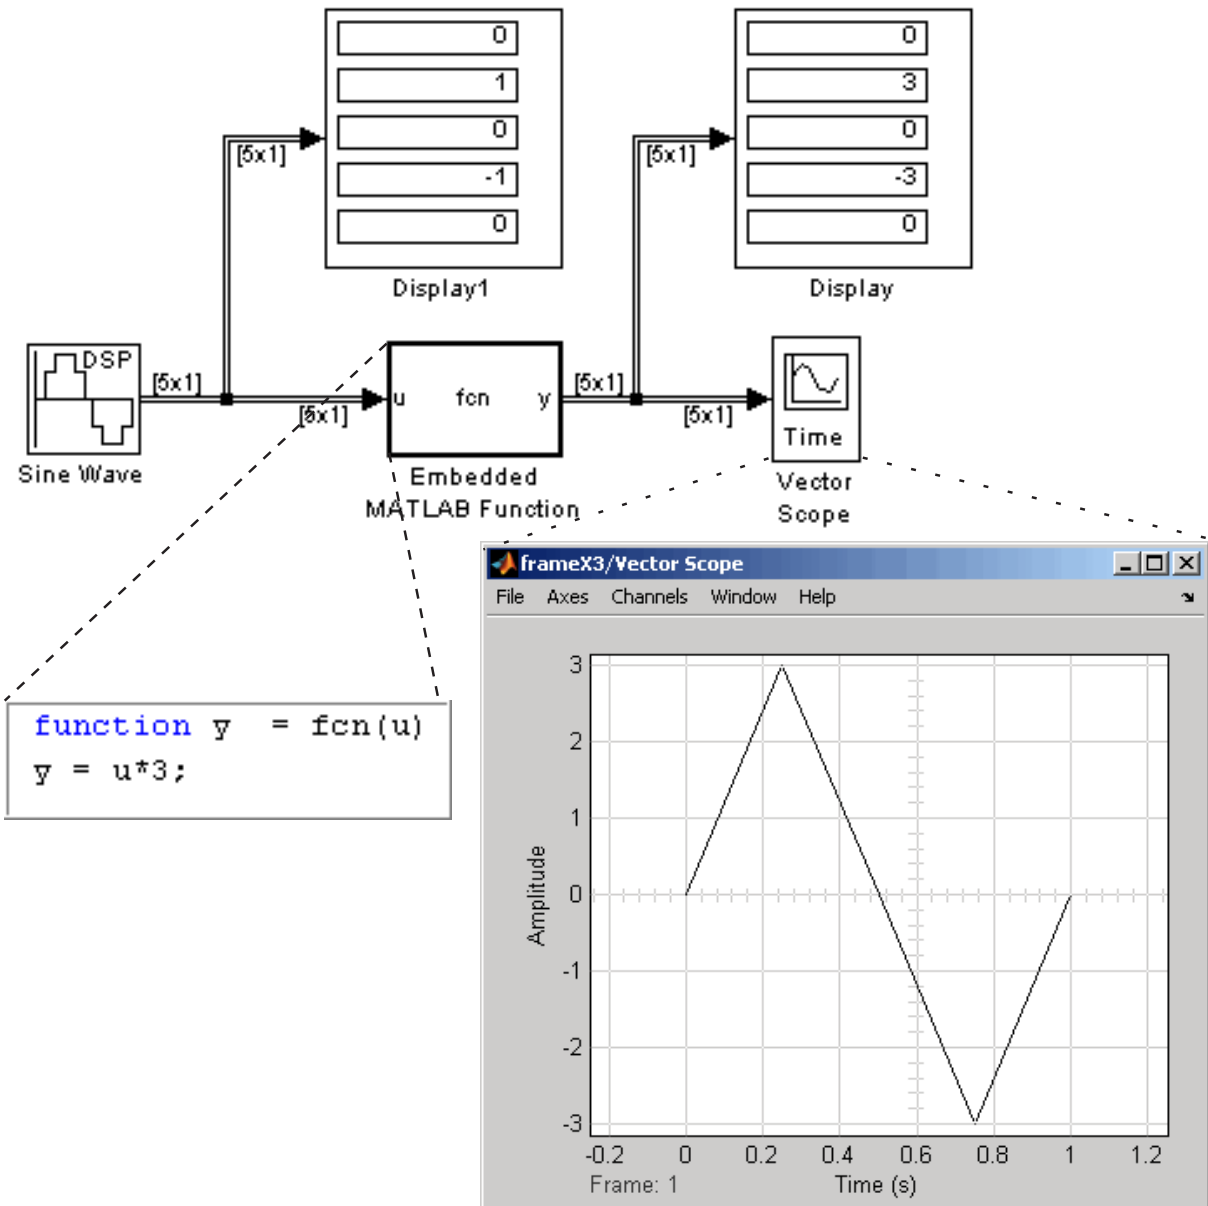 0
1
0
-1
0
Display1
0
3
0
-3
0
Display
[5x1]
[5x1]
DSP
Sine Wave
[5x1]
[5x1]
u fcn y
Embedded
MATLAB Function
[5x1]
[5x1]
Time
Vector
Scope
function y = fcn(u)
y = u*3;
frameX3/Vector Scope
File Axes Channels Window Help
3
2
1
0
-1
-2
-3
Amplitude
-0.2 0 0.2 0.4 0.6 0.8 1 1.2
Frame: 1 Time (s)